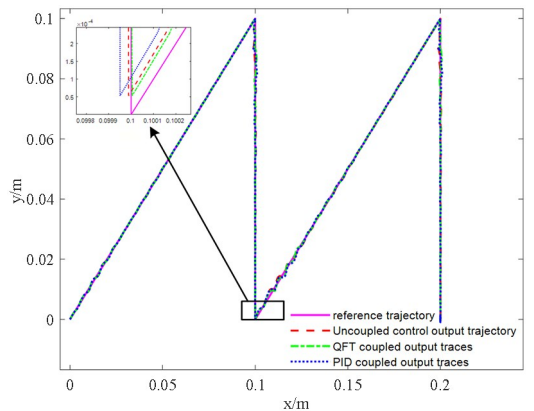 0.1
0.08
0.06
0.04
0.02
0
y/m
×10⁻⁴
2
1.5
1
0.5
0.0998 0.0999 0.1 0.1001 0.1002
reference trajectory
Uncoupled control output trajectory
QFT coupled output traces
PID coupled output traces
0 0.05 0.1 0.15 0.2
x/m